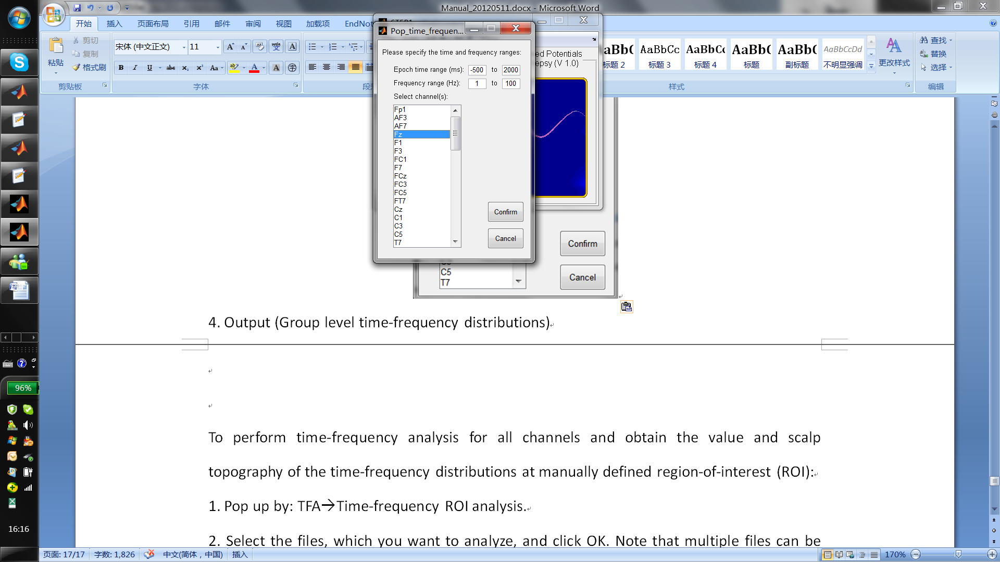 Manual_20120511.docx - Microsoft Word
开始 插入 页面布局 引用 邮件 审阅 视图 加载项 EndNot
粘贴
剪切
复制
格式刷
剪贴板
宋体 (中文正文) 11
B I U abc x₂ x² Aa
字体
段
AaBb( AaBbCc AaBbCc AaBb( AaBb( AaBbCcDd
标题 2 标题 3 标题 4 标题 副标题 不明显强调
更改样式
样式
查找
替换
选择
编辑
Pop_time_frequen...
Please specify the time and frequency ranges:
Epoch time range (ms): -500 to 2000
Frequency range (Hz): 1 to 100
Select channel(s):
Fp1
AF3
AF7
Fz
F1
F3
FC1
F7
FCz
FC3
FC5
FT7
Cz
C1
C3
C5
T7
Confirm
Cancel
ed Potentials
epsy (V 1.0)
Confirm
Cancel
C5
T7
4. Output (Group level time-frequency distributions)
To perform time-frequency analysis for all channels and obtain the value and scalp
topography of the time-frequency distributions at manually defined region-of-interest (ROI):
1. Pop up by: TFA→Time-frequency ROI analysis.
2. Select the files, which you want to analyze, and click OK. Note that multiple files can be
96%
16:16
页面: 17/17 字数: 1,826 中文(简体，中国) 插入 170%